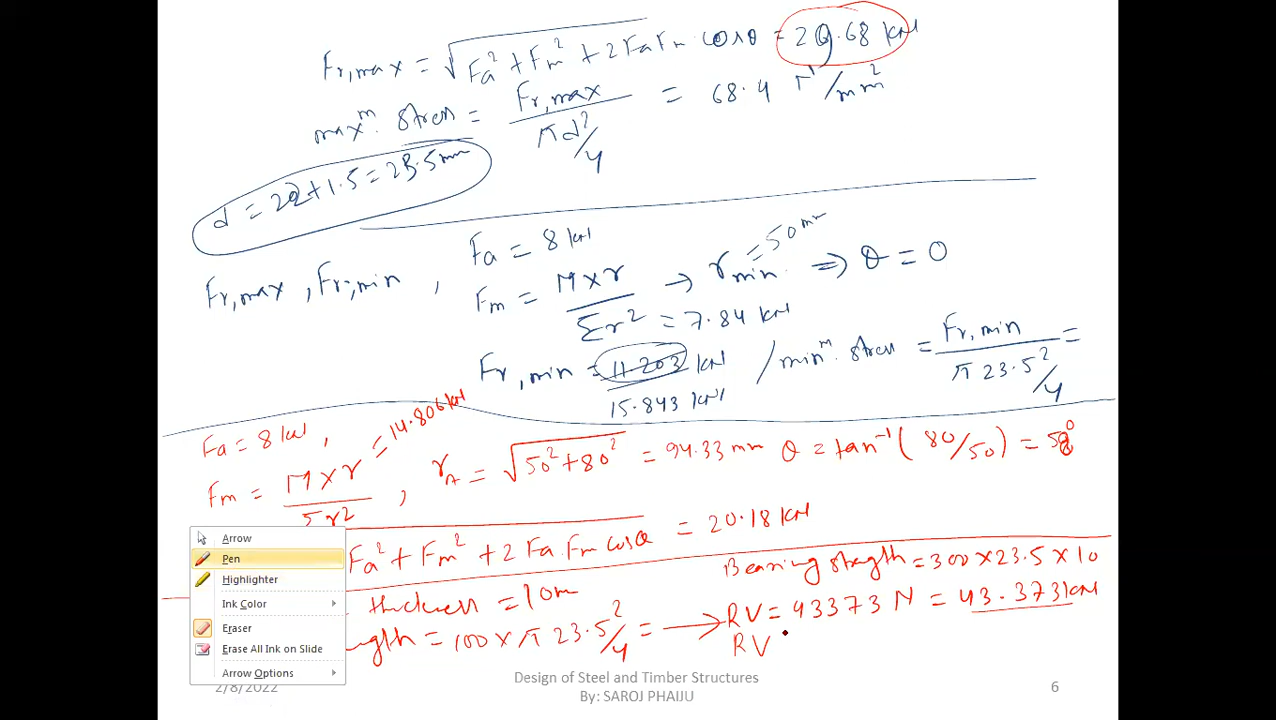 Fr,max = √Fa² + Fm² + 2FaFm cosθ = 29.68 kN
maxᵐ. stress = Fr,max / πd²/4 = 68.4 N/mm²
d = 22+1.5 = 23.5mm
Fr,max, Fr,min, Fa = 8 kN
Fm = M×r / Σr² → rmin. = 50 mm ⇒ θ = 0
= 7.84 kN
Fr,min = 11.203 kN / minᵐ. stress = Fr,min / π 23.5²/4 =
15.843 kN
Fa = 8 kN,
Fm = M×r / Σr² = 14.806 kN, rA = √50²+80² = 94.33 mm θ = tan⁻¹(80/50) = 58°
Fa² + Fm² + 2 Fa.Fm cosθ = 20.18 kN
thickness = 10m
Bearing strength = 300×23.5×10
ngth = 100×π 23.5²/4 = → RV = 43373 N = 43.373 kN
RV
Arrow
Pen
Highlighter
Ink Color
Eraser
Erase All Ink on Slide
Arrow Options
2/8/2022
Design of Steel and Timber Structures
By: SAROJ PHAIJU
6